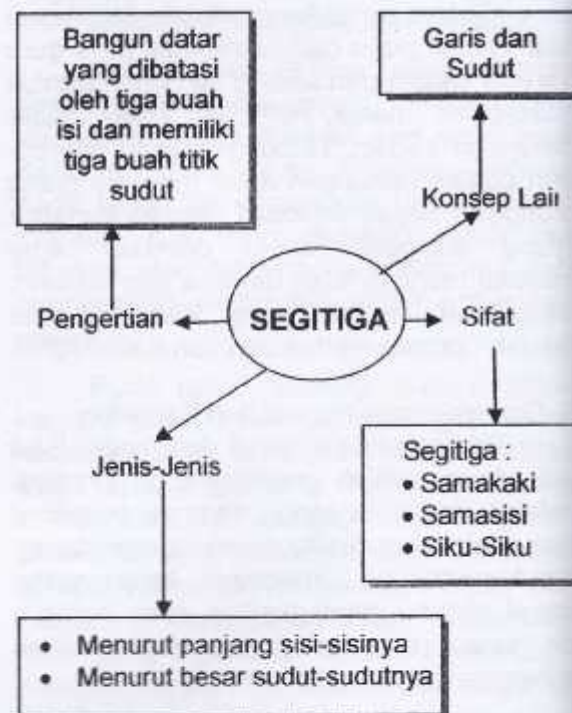 Bangun datar
yang dibatasi
oleh tiga buah
isi dan memiliki
tiga buah titik
sudut
Garis dan
Sudut
Konsep Lain
Pengertian
SEGITIGA
Sifat
Jenis-Jenis
Segitiga :
• Samakaki
• Samasisi
• Siku-Siku
• Menurut panjang sisi-sisinya
• Menurut besar sudut-sudutnya